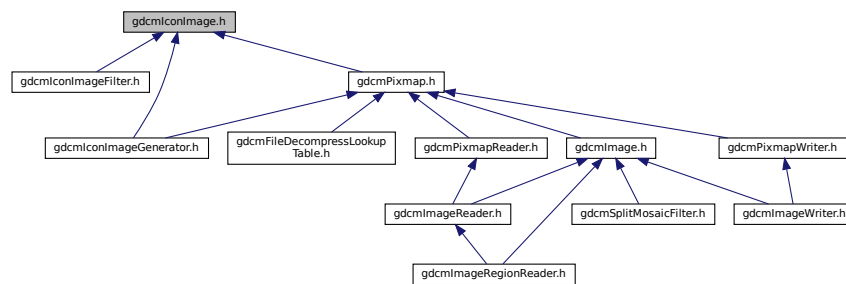 gdcmIconImage.h
gdcmIconImageFilter.h
gdcmPixmap.h
gdcmIconImageGenerator.h
gdcmFileDecompressLookup
Table.h
gdcmPixmapReader.h
gdcmImage.h
gdcmPixmapWriter.h
gdcmImageReader.h
gdcmSplitMosaicFilter.h
gdcmImageWriter.h
gdcmImageRegionReader.h